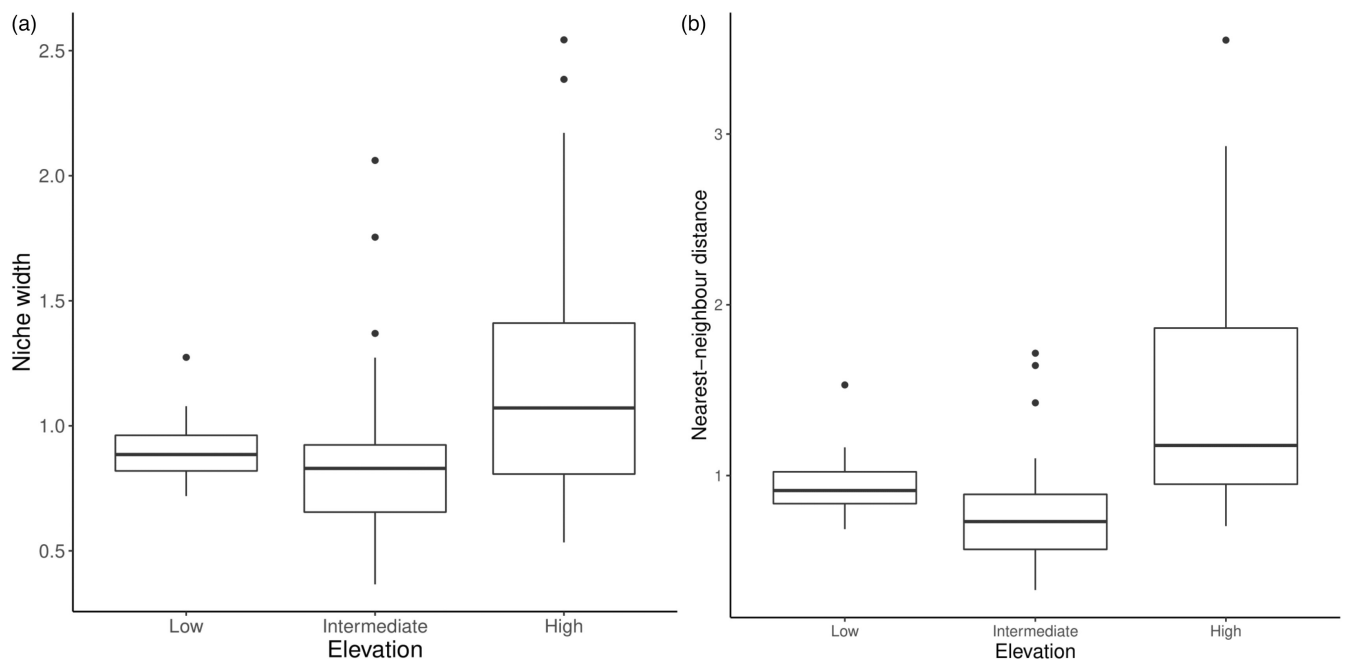 (a)
Niche width
2.5
2.0
1.5
1.0
0.5
Low Intermediate High
Elevation
(b)
Nearest−neighbour distance
3
2
1
Low Intermediate High
Elevation